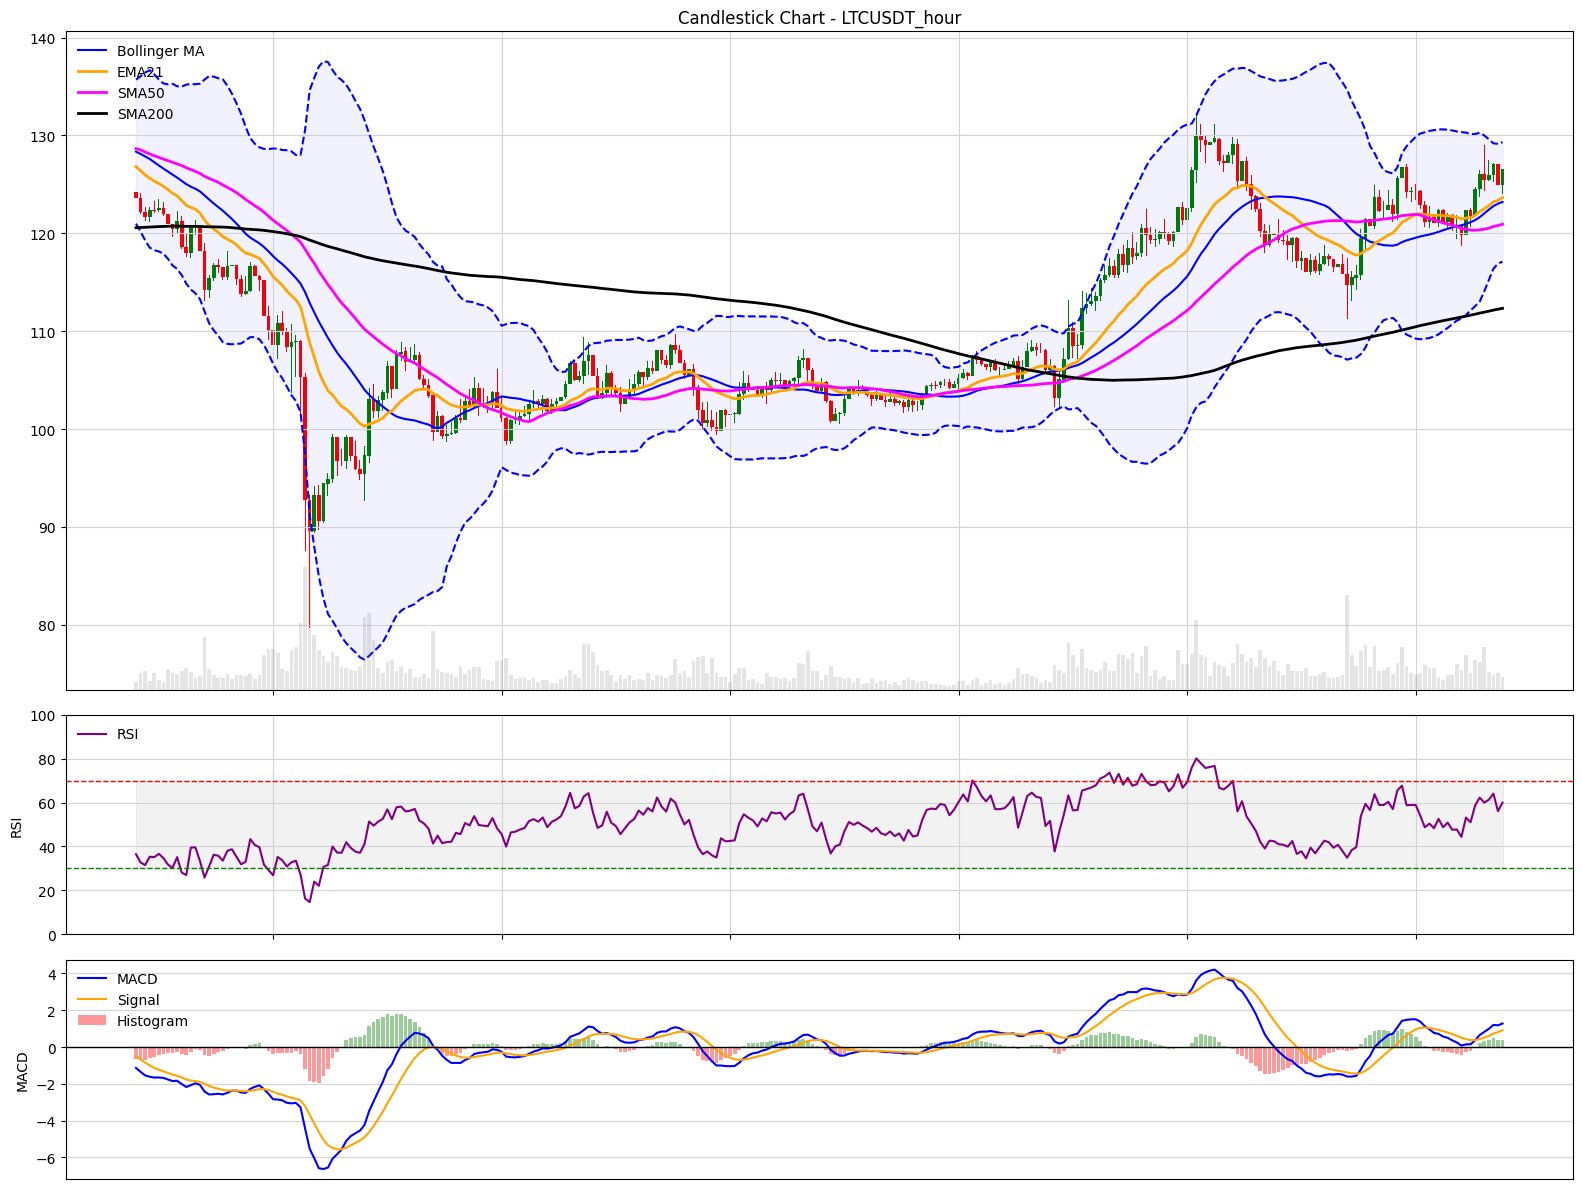 Candlestick Chart - LTCUSDT_hour
140
130
120
110
100
90
80
Bollinger MA
EMA21
SMA50
SMA200
100
80
60
40
20
0
RSI
RSI
4
2
0
−2
−4
−6
MACD
MACD
Signal
Histogram